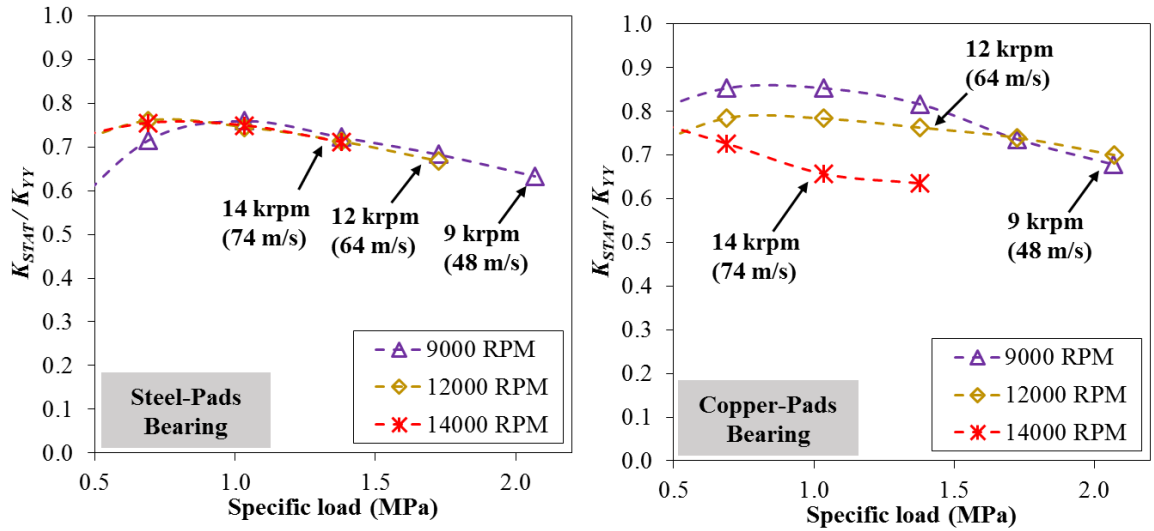 K_STAT / K_YY
1.0
0.9
0.8
0.7
0.6
0.5
0.4
0.3
0.2
0.1
0.0
14 krpm
(74 m/s)
12 krpm
(64 m/s)
9 krpm
(48 m/s)
Steel-Pads
Bearing
9000 RPM
12000 RPM
14000 RPM
0.5
1.0
1.5
2.0
Specific load (MPa)
K_STAT / K_YY
1.0
0.9
0.8
0.7
0.6
0.5
0.4
0.3
0.2
0.1
0.0
12 krpm
(64 m/s)
14 krpm
(74 m/s)
9 krpm
(48 m/s)
Copper-Pads
Bearing
9000 RPM
12000 RPM
14000 RPM
0.5
1.0
1.5
2.0
Specific load (MPa)